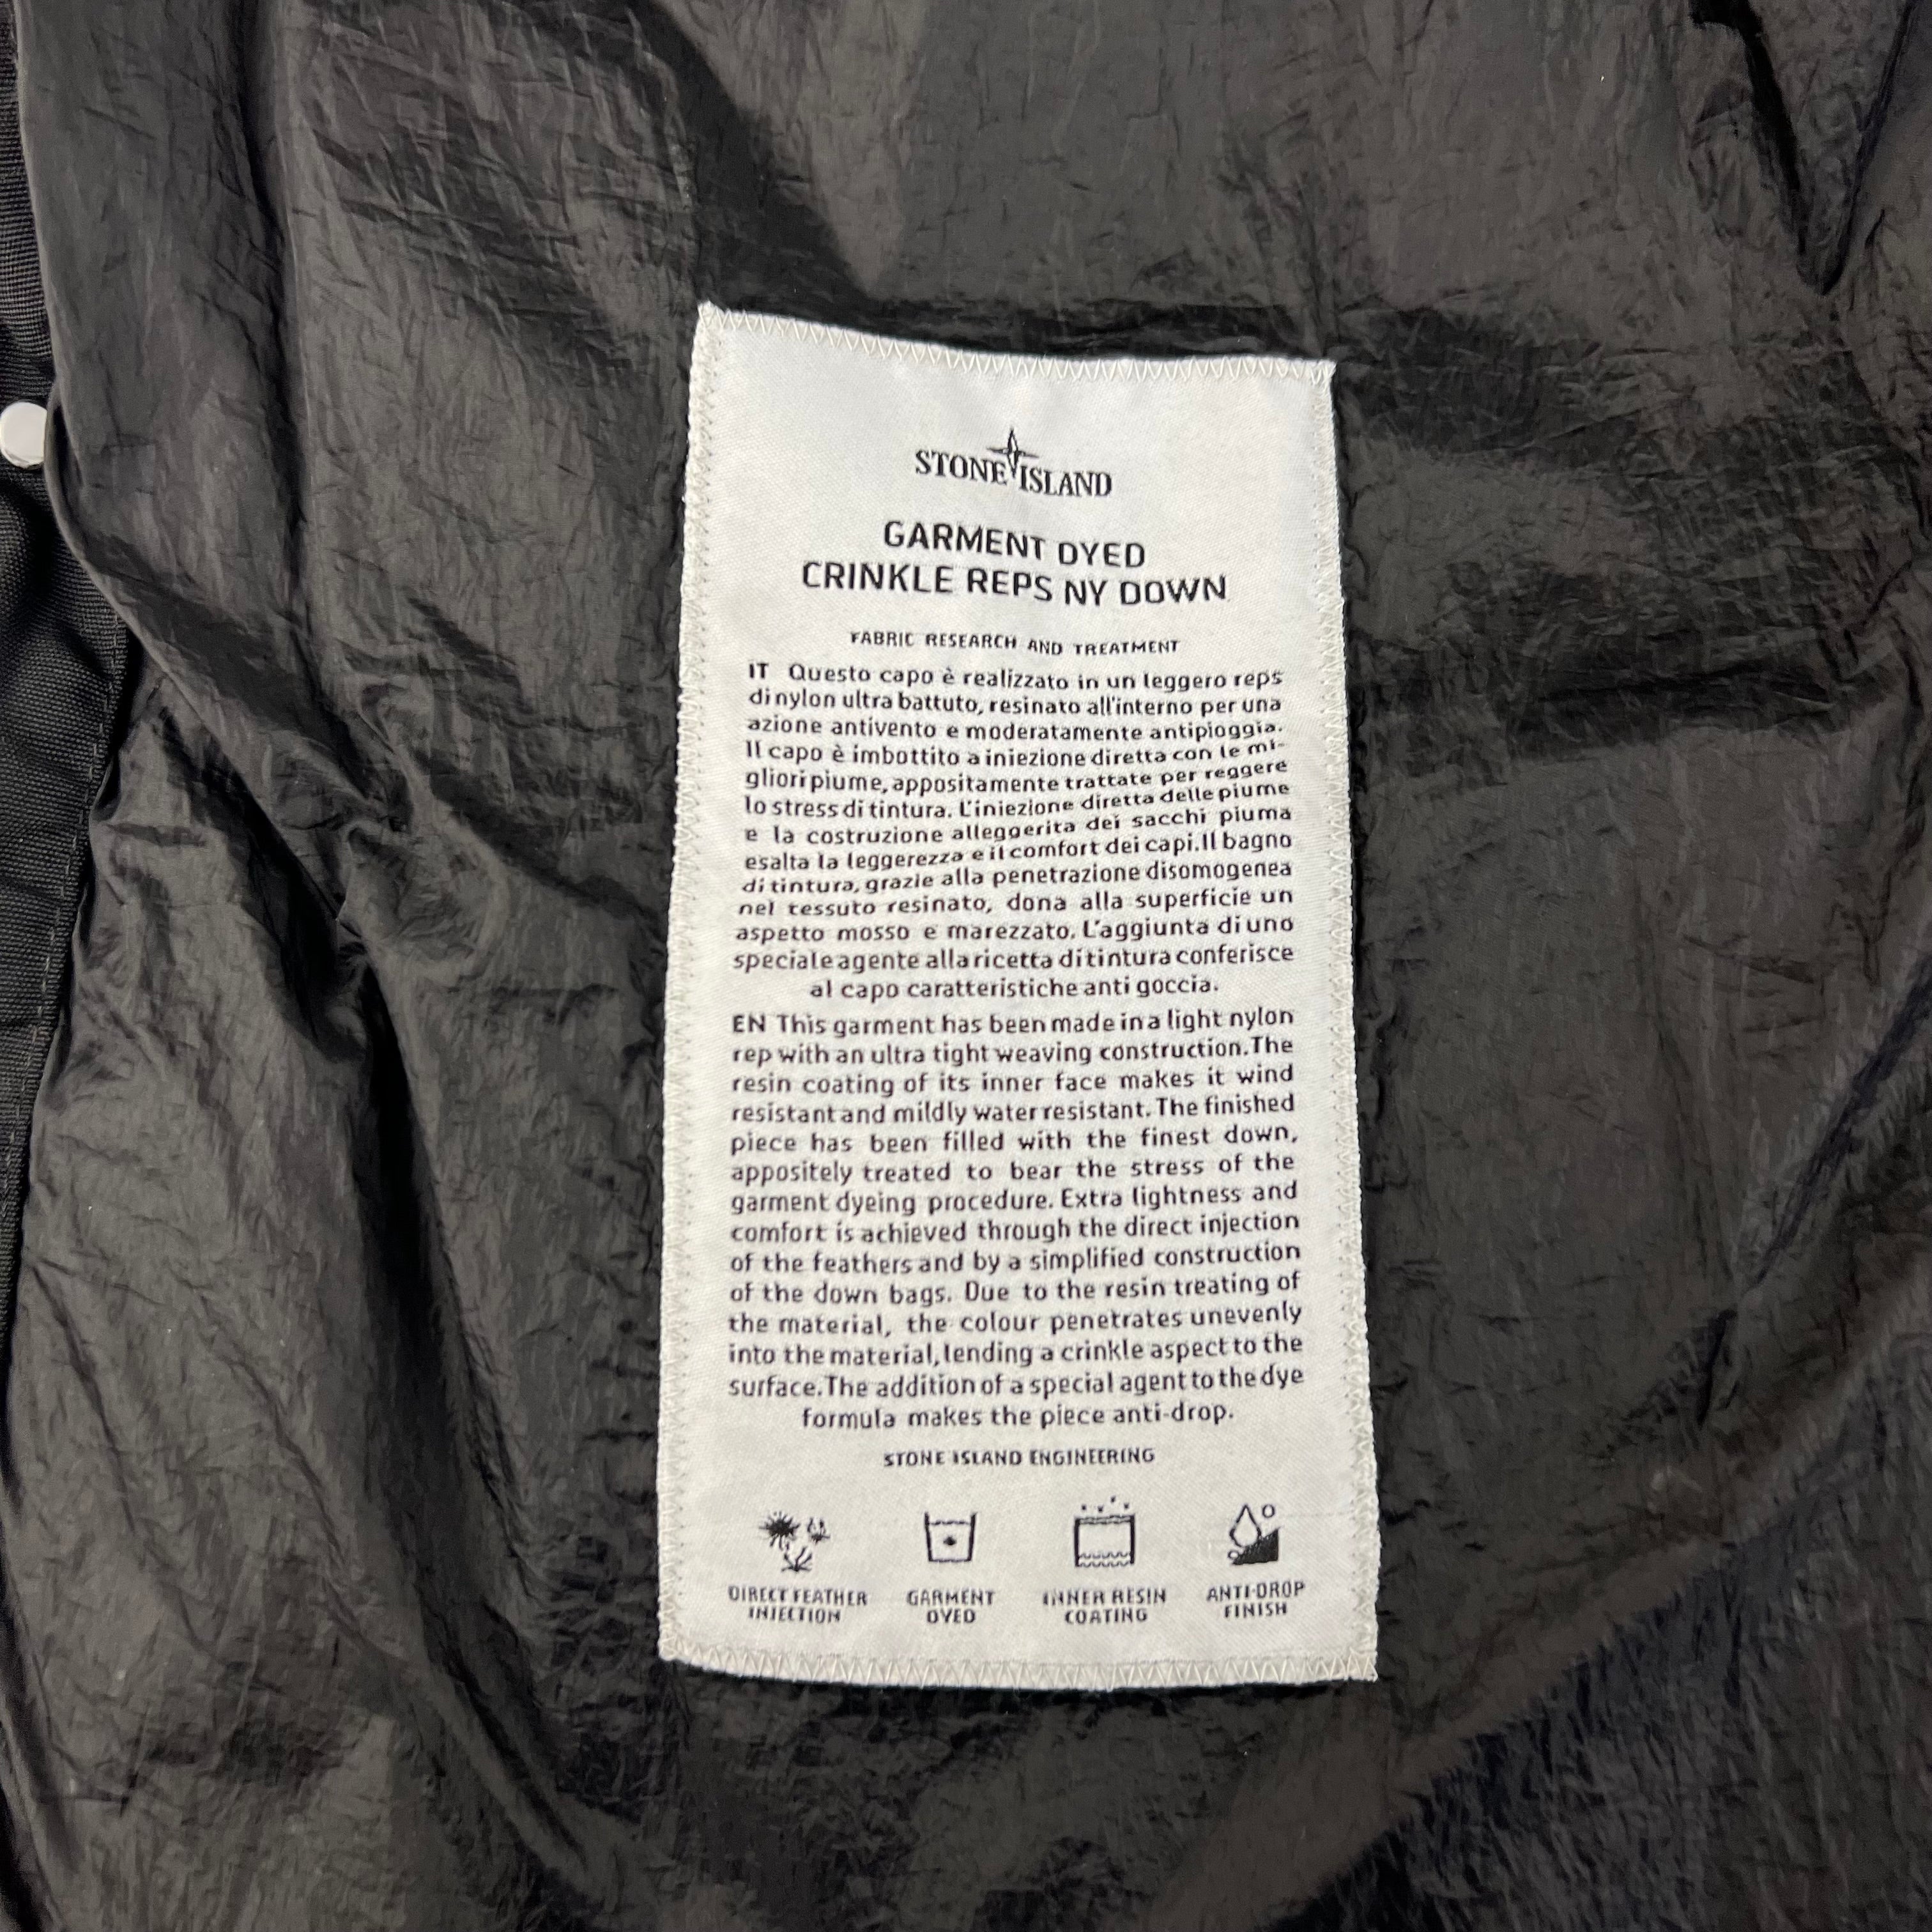 STONE ISLAND
GARMENT DYED
CRINKLE REPS NY DOWN
FABRIC RESEARCH AND TREATMENT
IT Questo capo è realizzato in un leggero reps
di nylon ultra battuto, resinato all'interno per una
azione antivento e moderatamente antipioggia.
Il capo è imbottito a iniezione diretta con le mi-
gliori piume, appositamente trattate per reggere
lo stress di tintura. L'iniezione diretta delle piume
e la costruzione alleggerita dei sacchi piuma
esalta la leggerezza e il comfort dei capi. Il bagno
di tintura, grazie alla penetrazione disomogenea
nel tessuto resinato, dona alla superficie un
aspetto mosso e marezzato. L'aggiunta di uno
speciale agente alla ricetta di tintura conferisce
al capo caratteristiche anti goccia.
EN This garment has been made in a light nylon
rep with an ultra tight weaving construction. The
resin coating of its inner face makes it wind
resistant and mildly water resistant. The finished
piece has been filled with the finest down,
appositely treated to bear the stress of the
garment dyeing procedure. Extra lightness and
comfort is achieved through the direct injection
of the feathers and by a simplified construction
of the down bags. Due to the resin treating of
the material, the colour penetrates unevenly
into the material, lending a crinkle aspect to the
surface. The addition of a special agent to the dye
formula makes the piece anti-drop.
STONE ISLAND ENGINEERING
DIRECT FEATHER
INJECTION
GARMENT
DYED
INNER RESIN
COATING
ANTI-DROP
FINISH